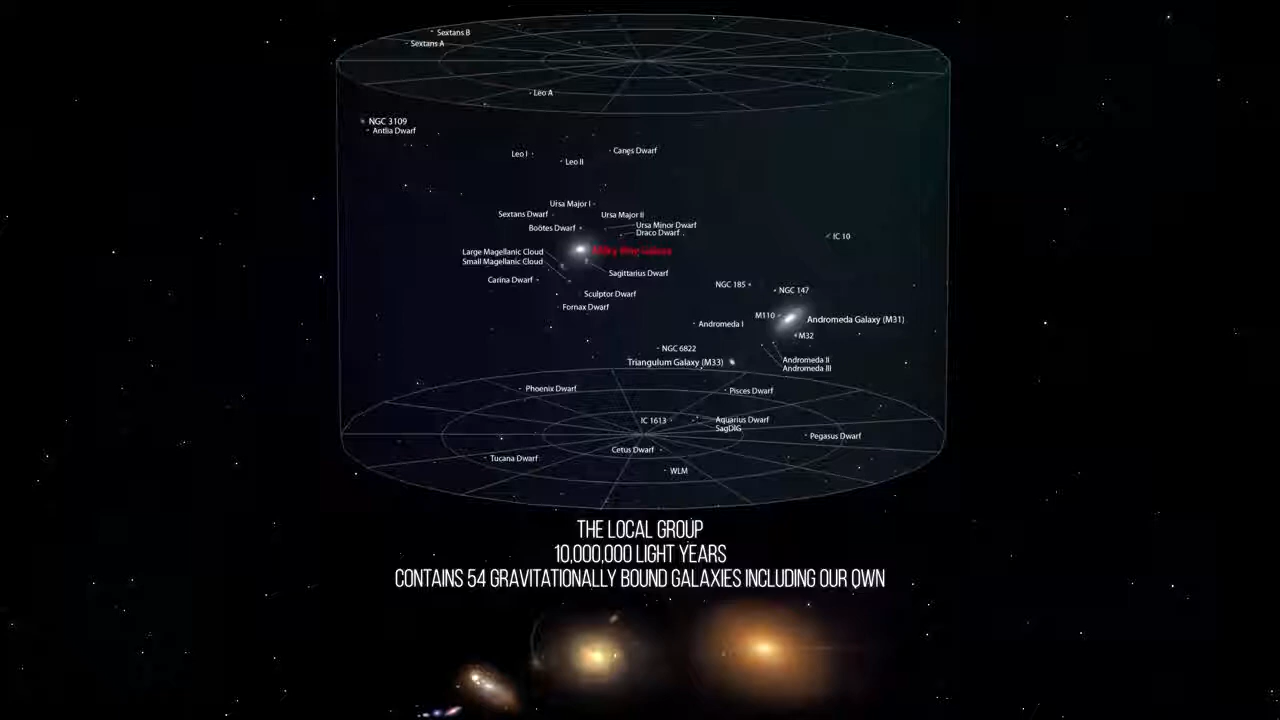 Sextans B
Sextans A
Leo A
NGC 3109
Antlia Dwarf
Leo I
Canes Dwarf
Leo II
Ursa Major I
Sextans Dwarf
Ursa Major II
Boötes Dwarf
Ursa Minor Dwarf
Draco Dwarf
IC 10
Milky Way Galaxy
Large Magellanic Cloud
Small Magellanic Cloud
Sagittarius Dwarf
Carina Dwarf
NGC 185
NGC 147
Sculptor Dwarf
Fornax Dwarf
M110
Andromeda Galaxy (M31)
Andromeda I
M32
NGC 6822
Triangulum Galaxy (M33)
Andromeda II
Andromeda III
Phoenix Dwarf
Pisces Dwarf
IC 1613
Aquarius Dwarf
SagDIG
Pegasus Dwarf
Cetus Dwarf
Tucana Dwarf
WLM
THE LOCAL GROUP
10,000,000 LIGHT YEARS
CONTAINS 54 GRAVITATIONALLY BOUND GALAXIES INCLUDING OUR OWN